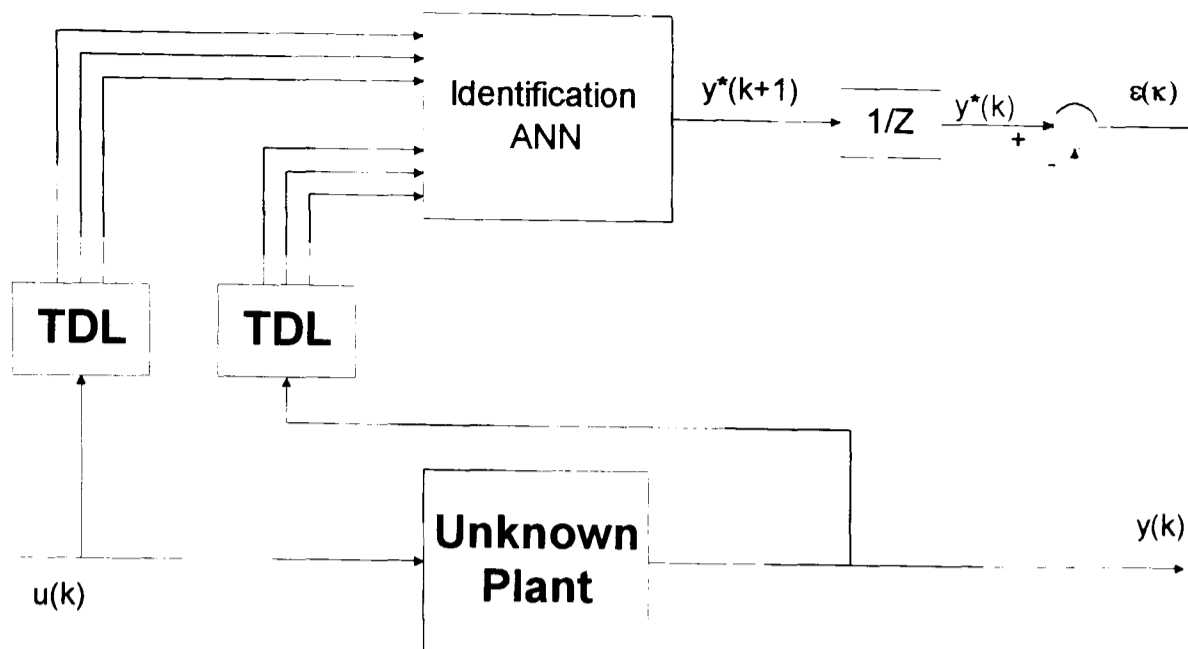 Identification
ANN
y*(k+1)
1/Z
y*(k)
+
-
ε(κ)
TDL
TDL
Unknown
Plant
u(k)
y(k)